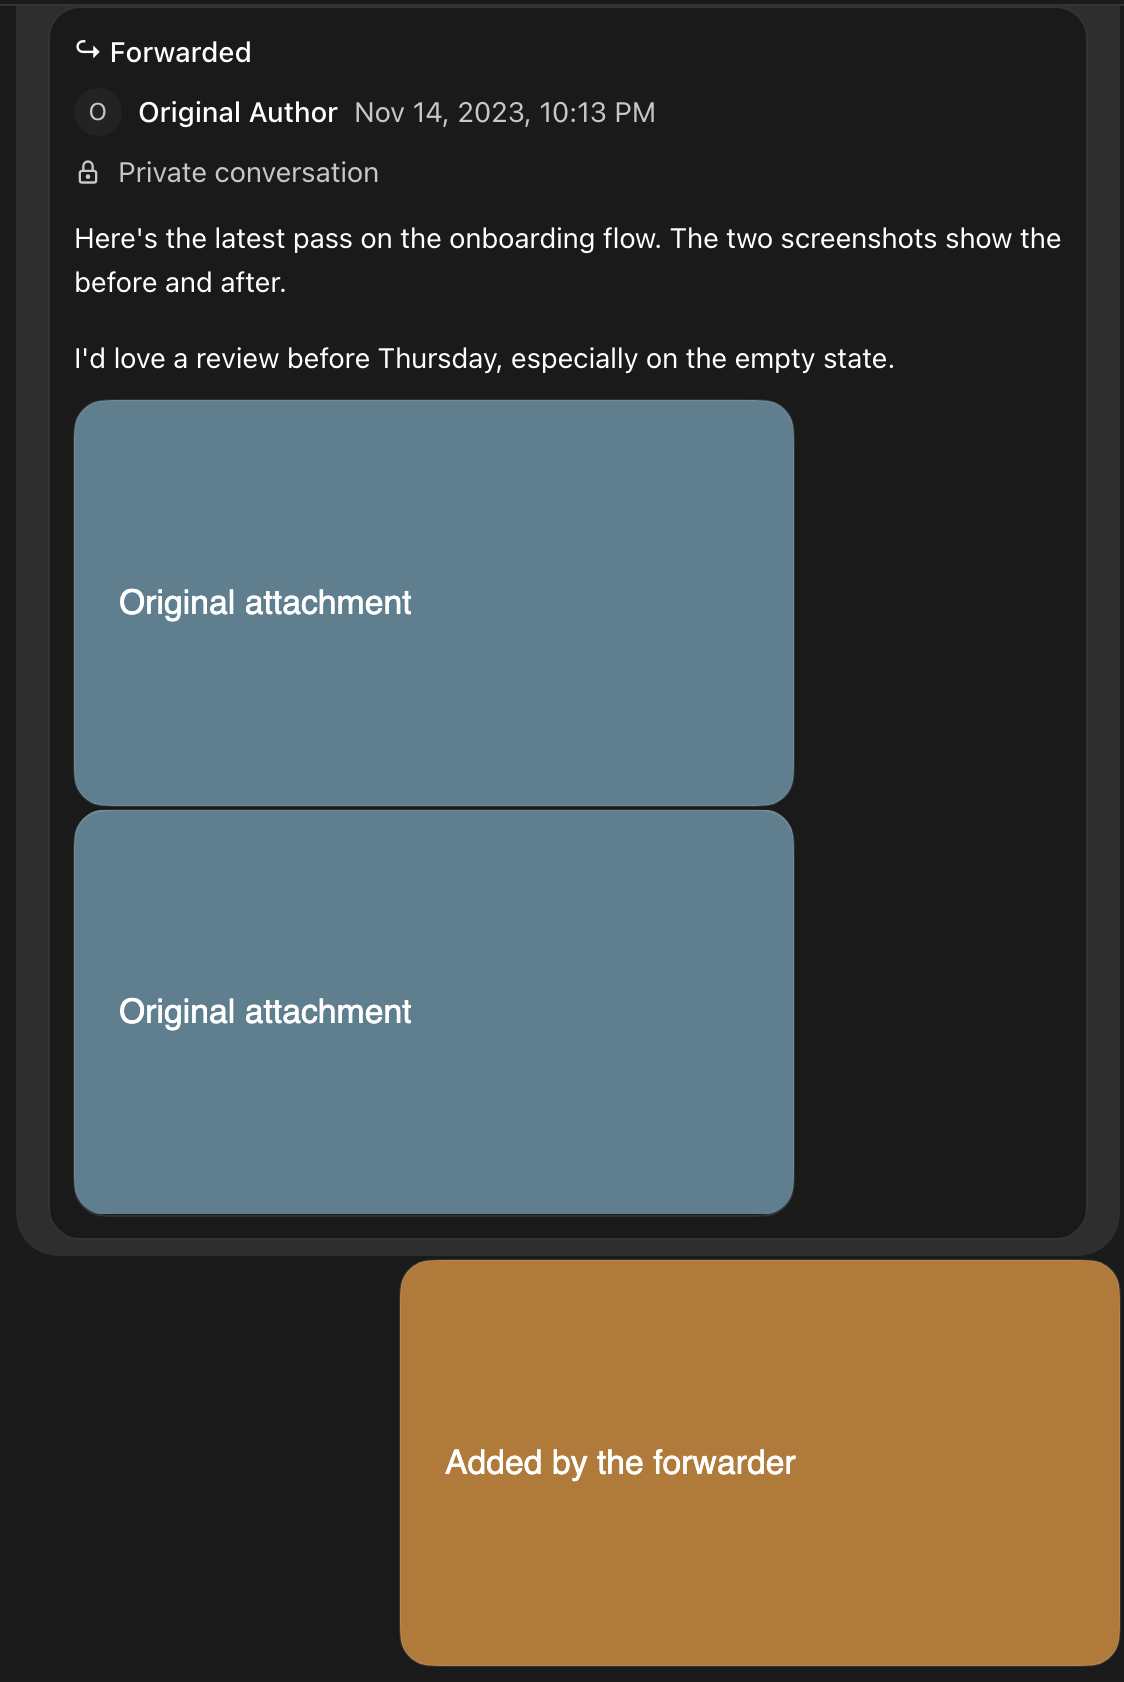 Forwarded
O Original Author Nov 14, 2023, 10:13 PM
Private conversation
Here's the latest pass on the onboarding flow. The two screenshots show the
before and after.
I'd love a review before Thursday, especially on the empty state.
Original attachment
Original attachment
Added by the forwarder